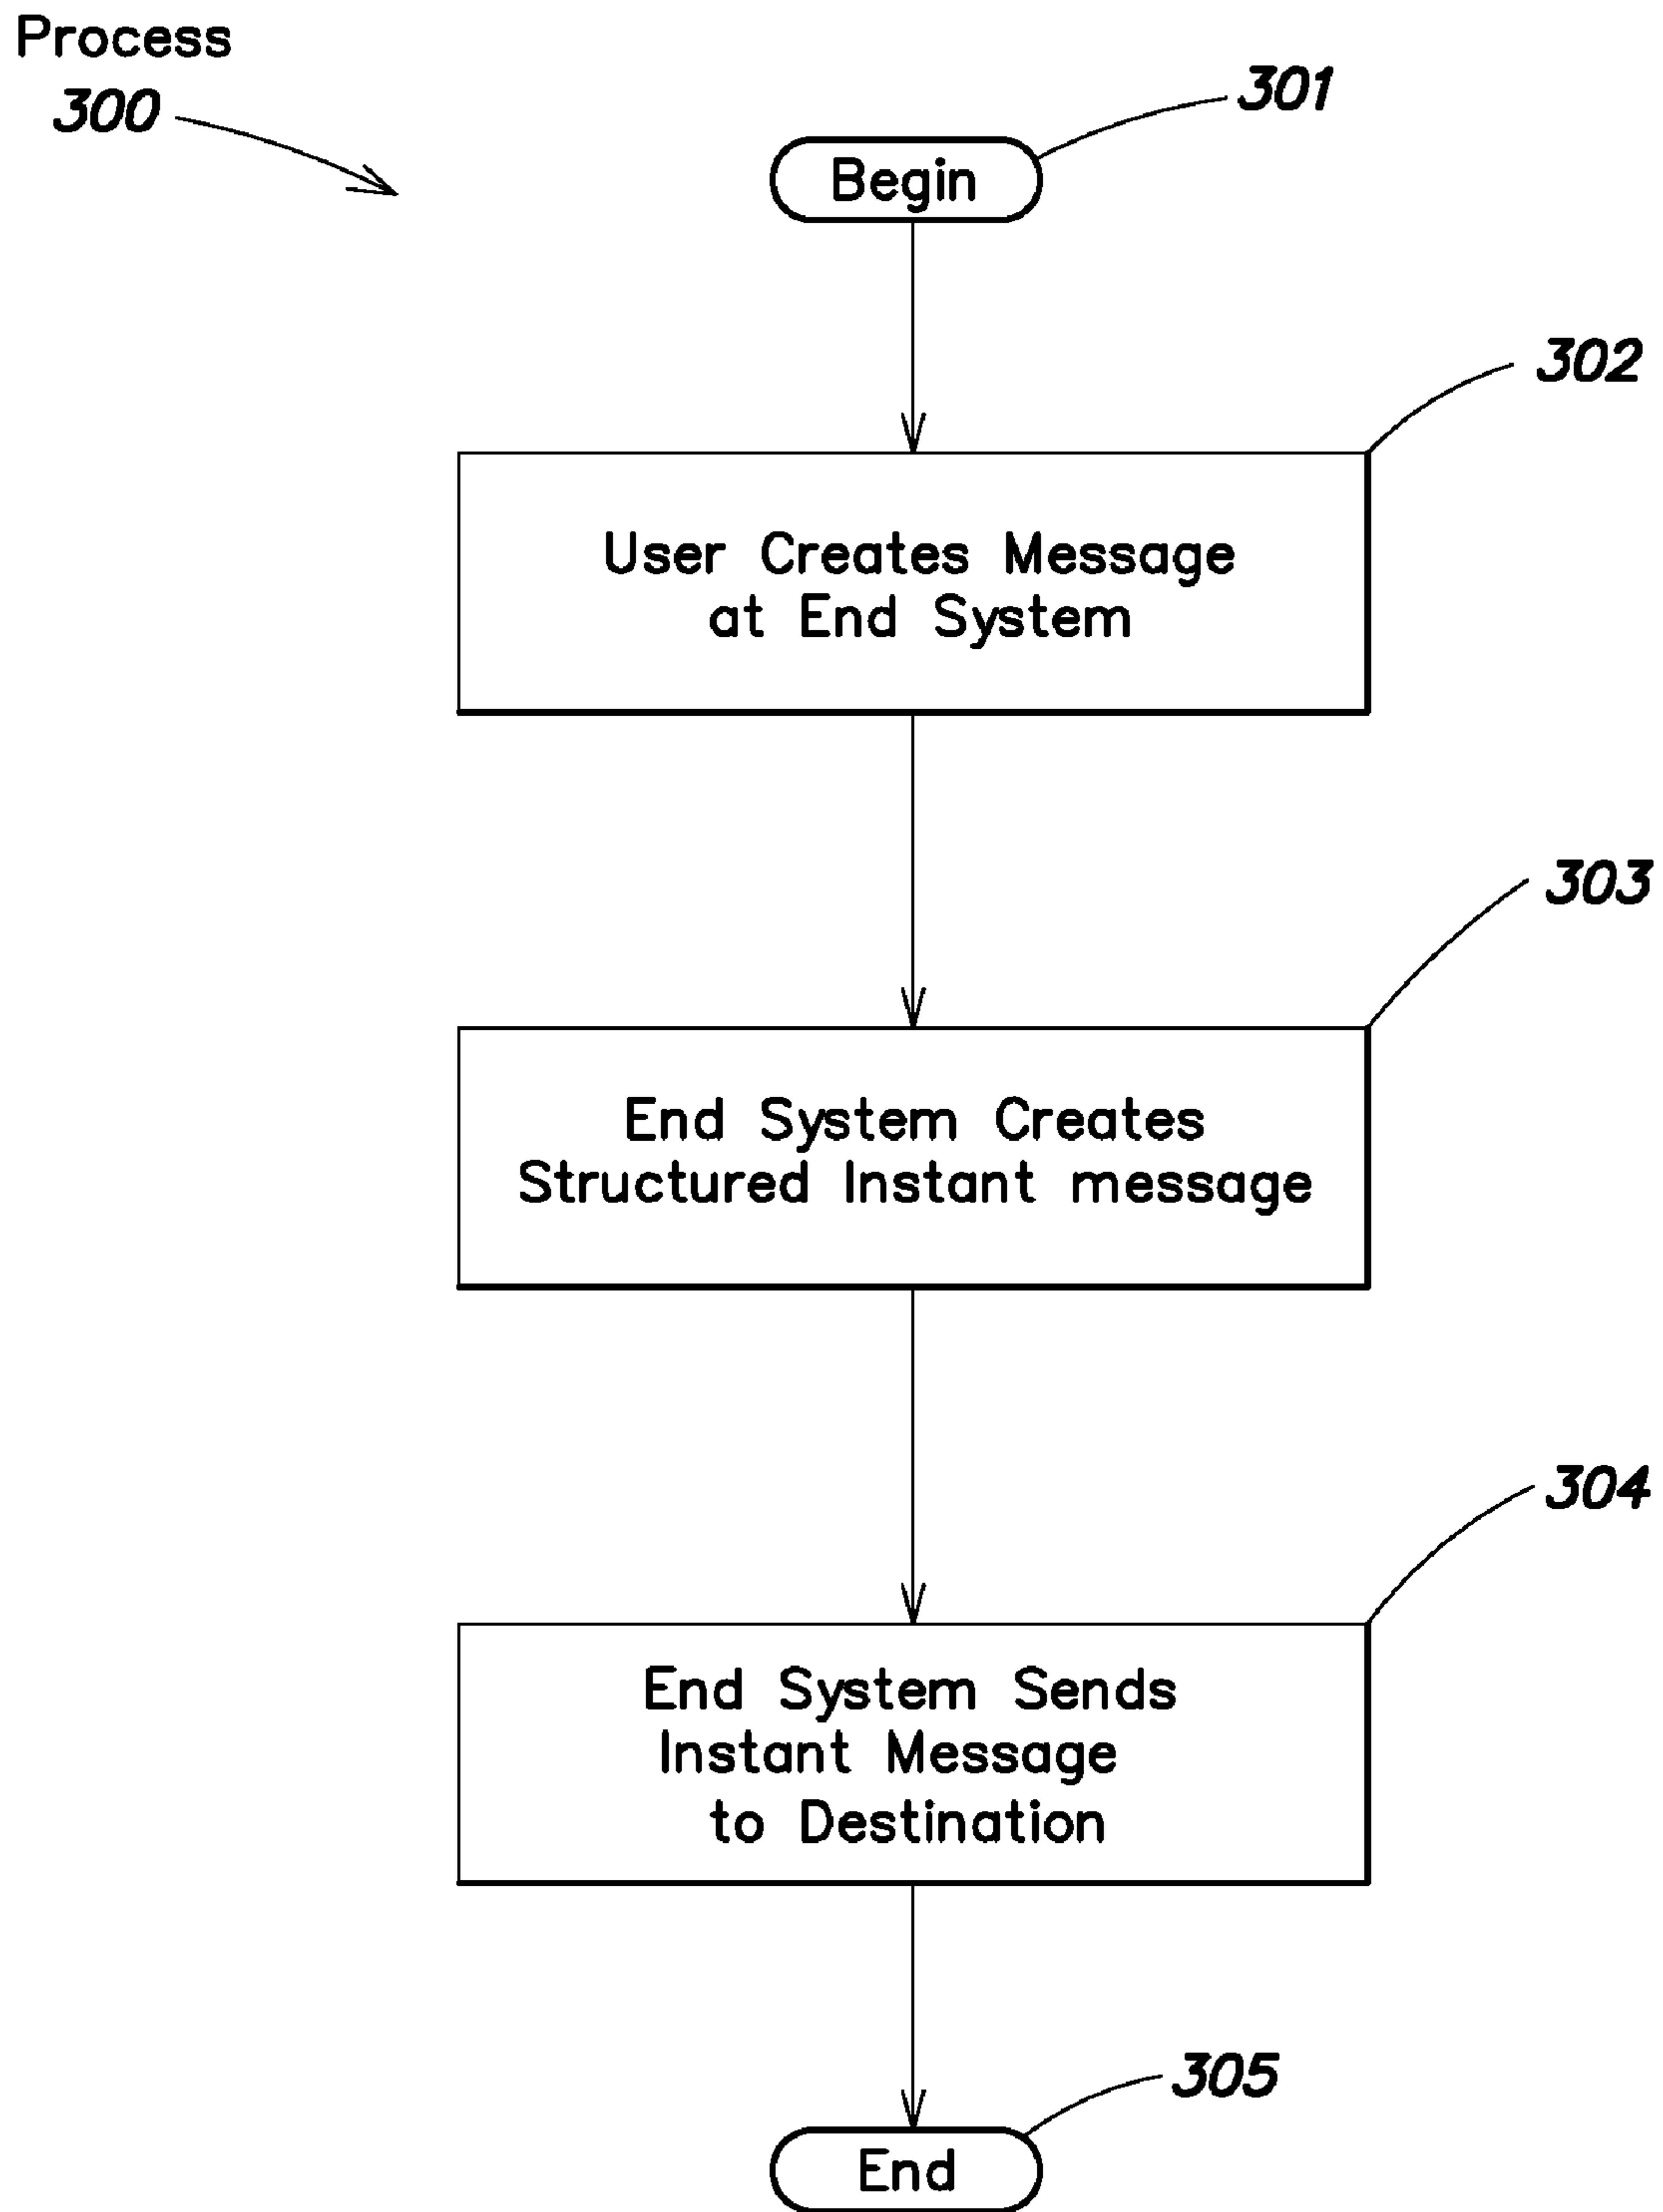 Process
300
301
Begin
302
User Creates Message
at End System
303
End System Creates
Structured Instant message
304
End System Sends
Instant Message
to Destination
305
End